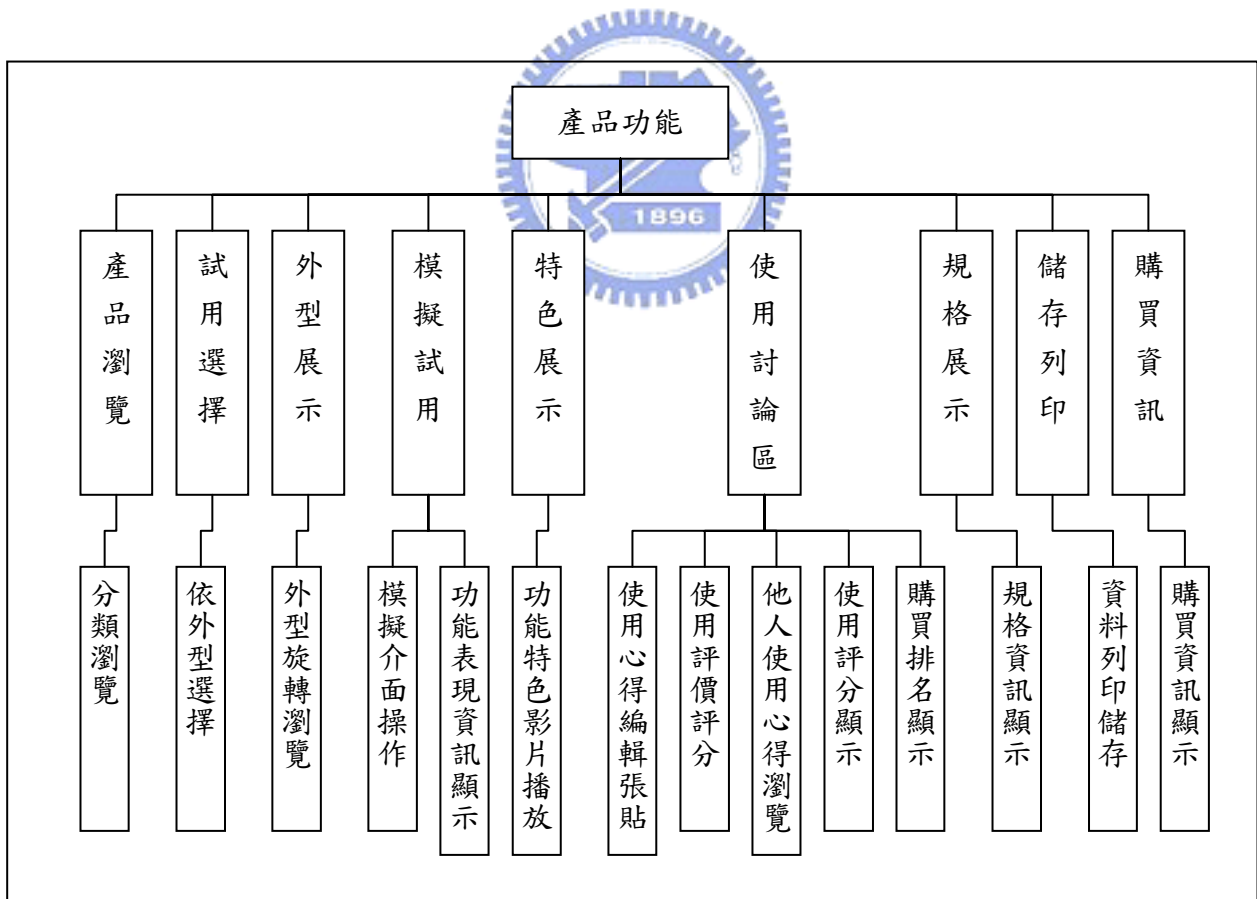 產品功能
1896
產品瀏覽
試用選擇
外型展示
模擬試用
特色展示
使用討論區
規格展示
儲存列印
購買資訊
分類瀏覽
依外型選擇
外型旋轉瀏覽
模擬介面操作
功能表現資訊顯示
功能特色影片播放
使用心得編輯張貼
使用評價評分
他人使用心得瀏覽
使用評分顯示
購買排名顯示
規格資訊顯示
資料列印儲存
購買資訊顯示